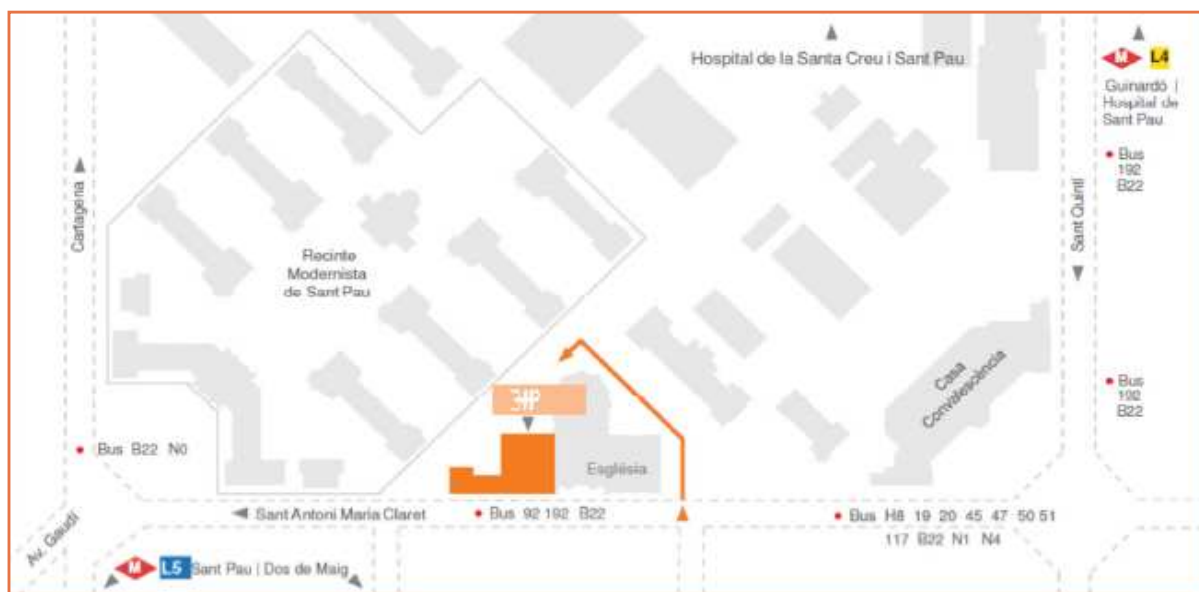 Hospital de la Santa Creu i Sant Pau
M L4
Guinardó |
Hospital de
Sant Pau
Bus
192
B22
Cartagena
Sant Quintí
Recinte
Modernista
de Sant Pau
Casa
Convalescència
Bus
192
B22
Bus B22 N0
Església
Sant Antoni Maria Claret
Bus 92 192 B22
Bus H8 19 20 45 47 50 51
117 B22 N1 N4
Av. Gaudí
M L5 Sant Pau | Dos de Maig